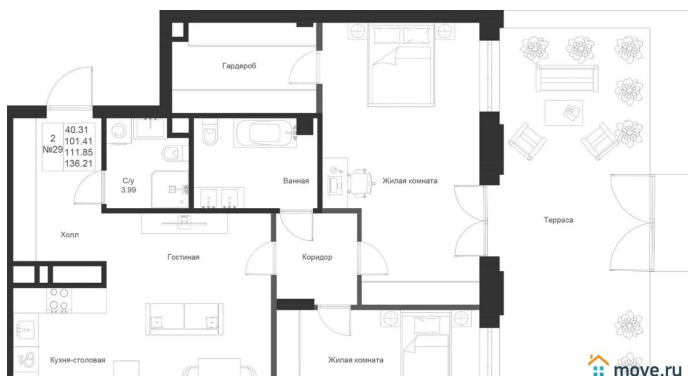 Гардероб
2
№29
40.31
101.41
111.85
136.21
С/у
3.99
Ванная
Жилая комната
Терраса
Холл
Гостиная
Коридор
Кухня-столовая
Жилая комната
move.ru